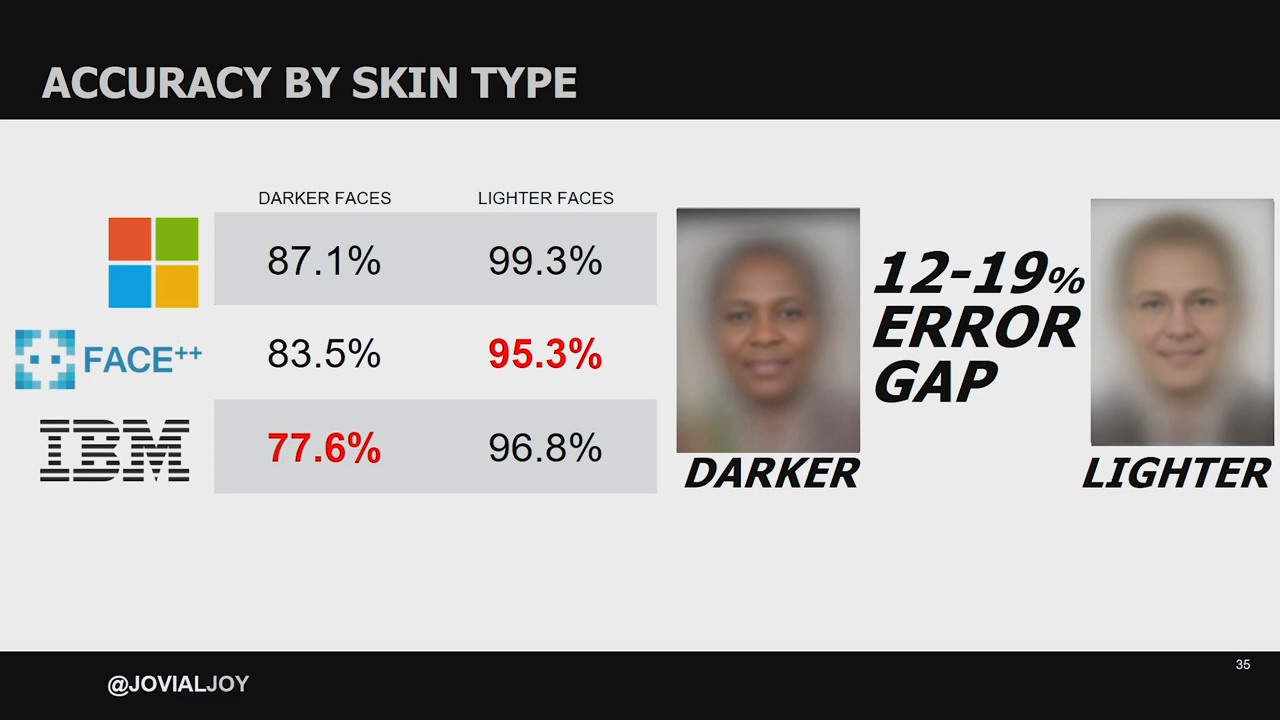 ACCURACY BY SKIN TYPE
DARKER FACES LIGHTER FACES
87.1% 99.3%
FACE++ 83.5% 95.3%
IBM 77.6% 96.8%
12-19%
ERROR
GAP
DARKER LIGHTER
35
@JOVIALJOY